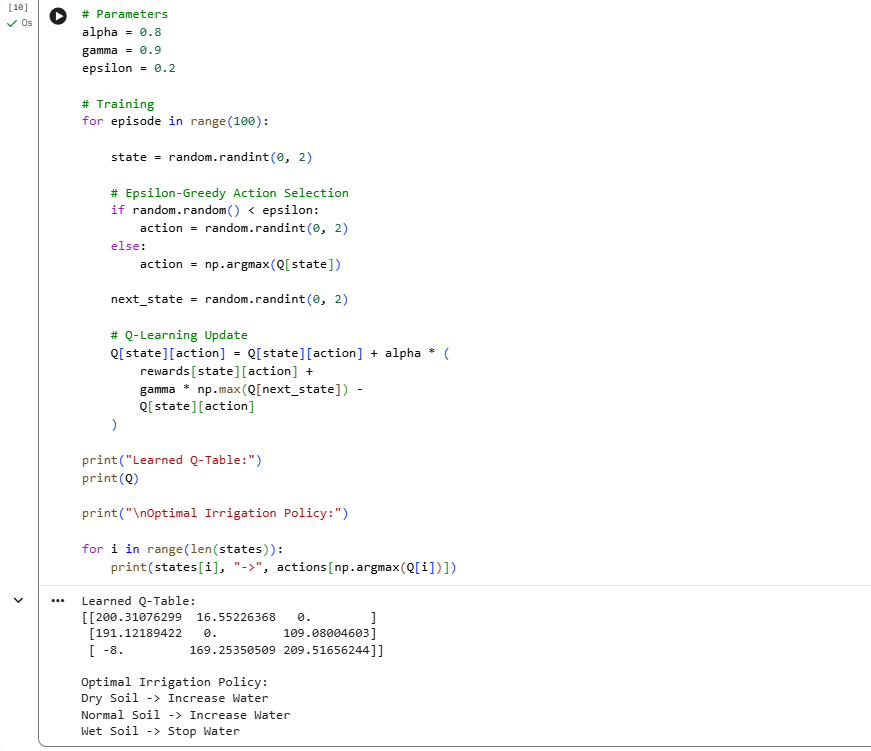 [10]
0s
# Parameters
alpha = 0.8
gamma = 0.9
epsilon = 0.2

# Training
for episode in range(100):

    state = random.randint(0, 2)

    # Epsilon-Greedy Action Selection
    if random.random() < epsilon:
        action = random.randint(0, 2)
    else:
        action = np.argmax(Q[state])

    next_state = random.randint(0, 2)

    # Q-Learning Update
    Q[state][action] = Q[state][action] + alpha * (
        rewards[state][action] +
        gamma * np.max(Q[next_state]) -
        Q[state][action]
    )

print("Learned Q-Table:")
print(Q)

print("\nOptimal Irrigation Policy:")

for i in range(len(states)):
    print(states[i], "->", actions[np.argmax(Q[i])])

Learned Q-Table:
[[200.31076299  16.55226368   0.        ]
 [191.12189422   0.         109.08004603]
 [ -8.         169.25350509 209.51656244]]

Optimal Irrigation Policy:
Dry Soil -> Increase Water
Normal Soil -> Increase Water
Wet Soil -> Stop Water